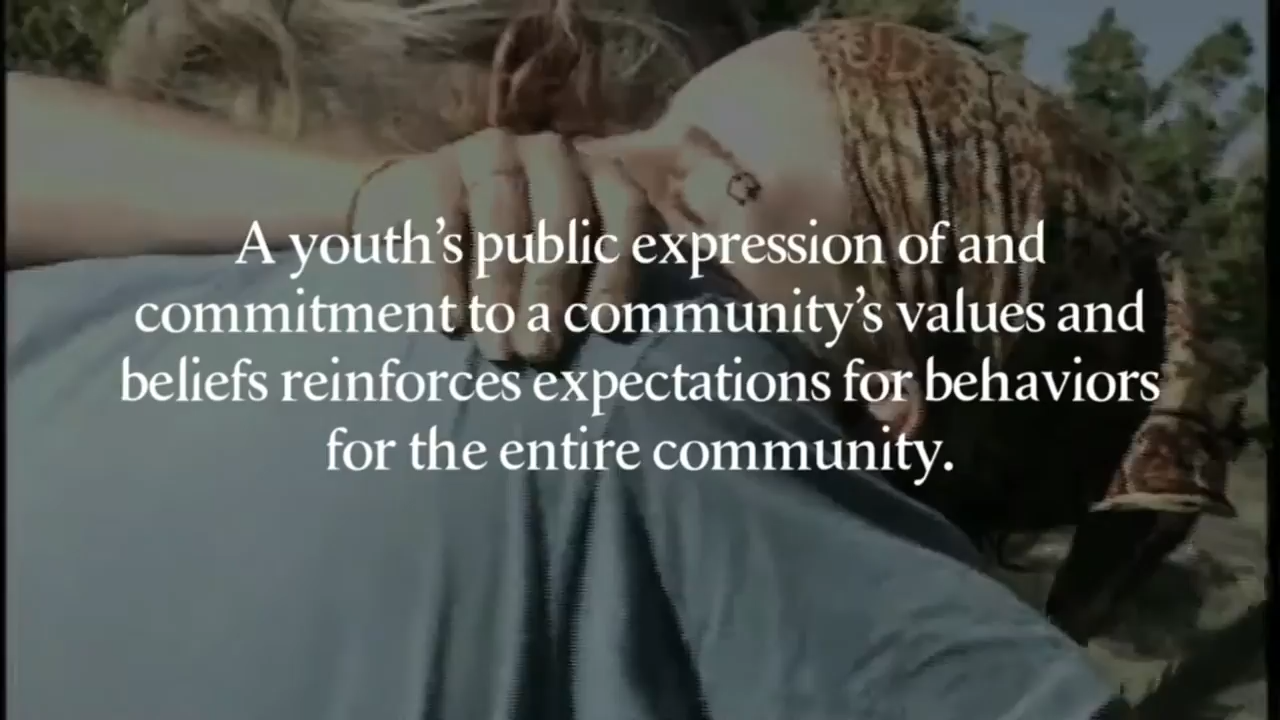 A youth’s public expression of and
commitment to a community’s values and
beliefs reinforces expectations for behaviors
for the entire community.